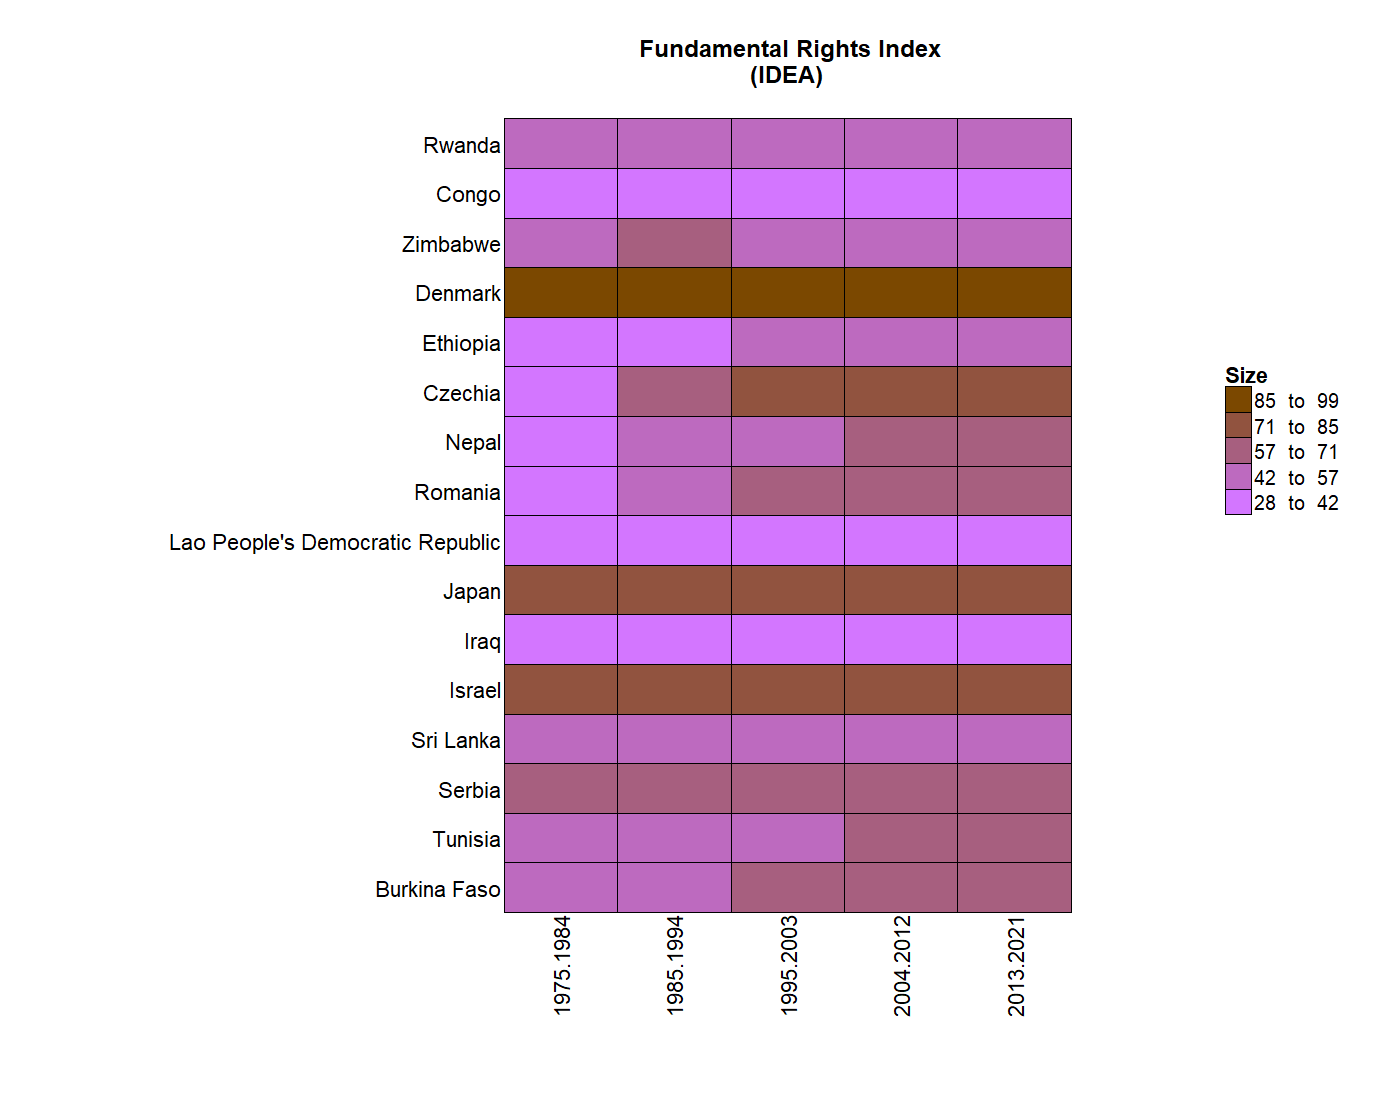 Fundamental Rights Index
(IDEA)
Rwanda
Congo
Zimbabwe
Denmark
Ethiopia
Czechia
Nepal
Romania
Lao People's Democratic Republic
Japan
Iraq
Israel
Sri Lanka
Serbia
Tunisia
Burkina Faso
1975.1984
1985.1994
1995.2003
2004.2012
2013.2021
Size
85 to 99
71 to 85
57 to 71
42 to 57
28 to 42